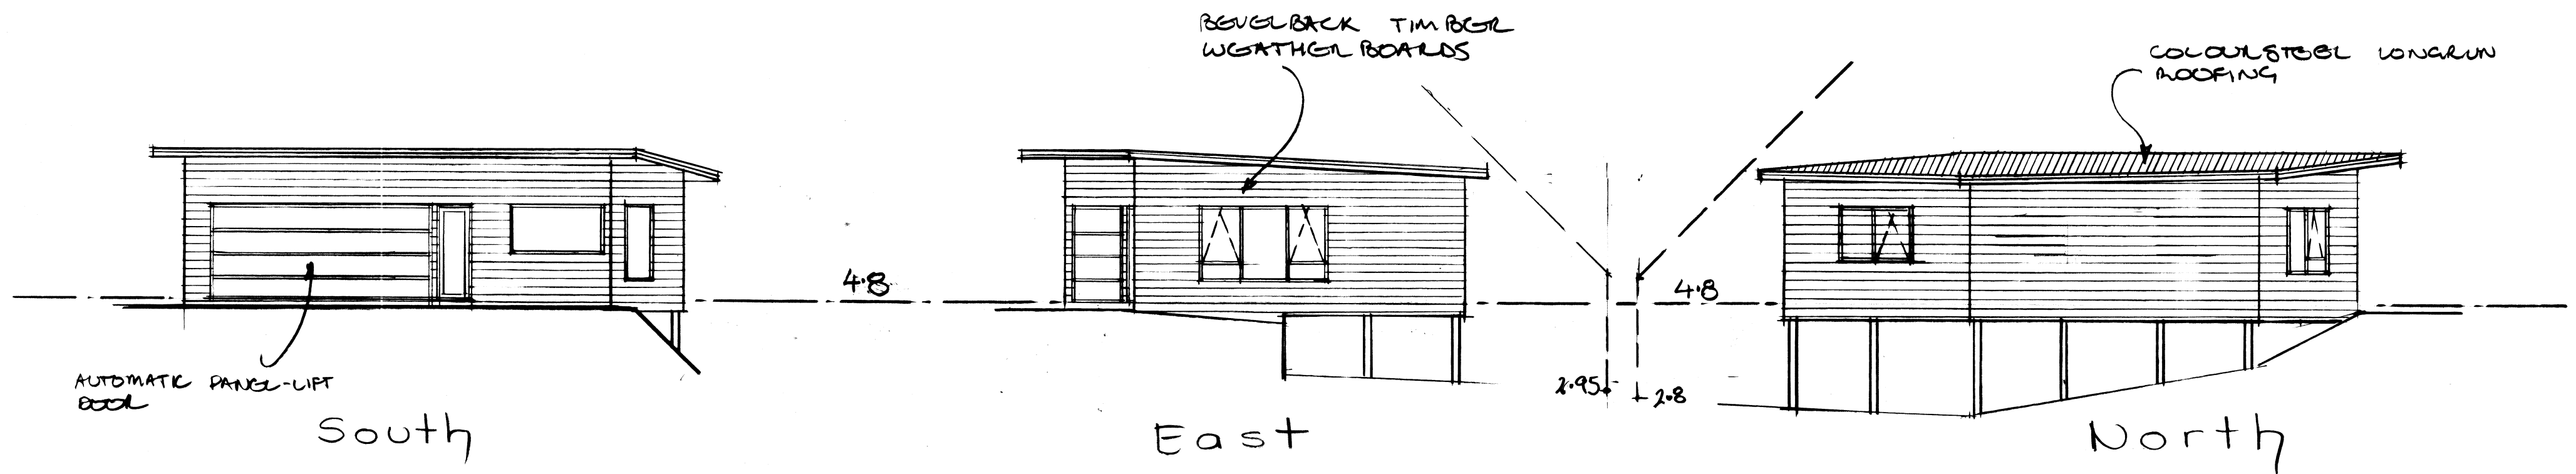 BEVELBACK TIMBER
WEATHERBOARDS
COLOURSTEEL LONGRUN
ROOFING
4.8
4.8
AUTOMATIC PANEL-LIFT
DOOR
2.95
2.8
South
East
North